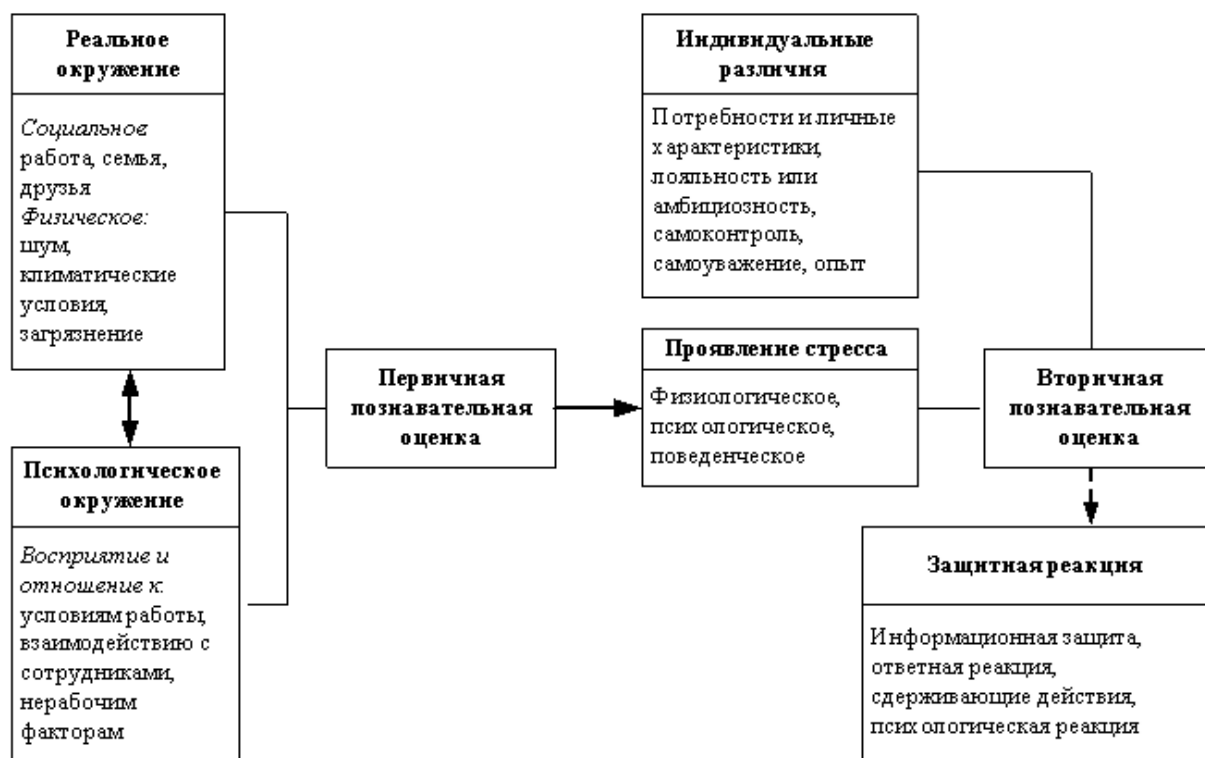 Реальное
окружение
Социальное:
работа, семья,
друзья
Физическое:
шум,
климатические
условия,
загрязнение
Психологическое
окружение
Восприятие и
отношение к:
условиям работы,
взаимодействию с
сотрудниками,
нерабочим
факторам
Первичная
познавательная
оценка
Индивидуальные
различия
Потребности и личные
характеристики,
лояльность или
амбициозность,
самоконтроль,
самоуважение, опыт
Проявление стресса
Физиологическое,
психологическое,
поведенческое
Вторичная
познавательная
оценка
Защитная реакция
Информационная защита,
ответная реакция,
сдерживающие действия,
психологическая реакция